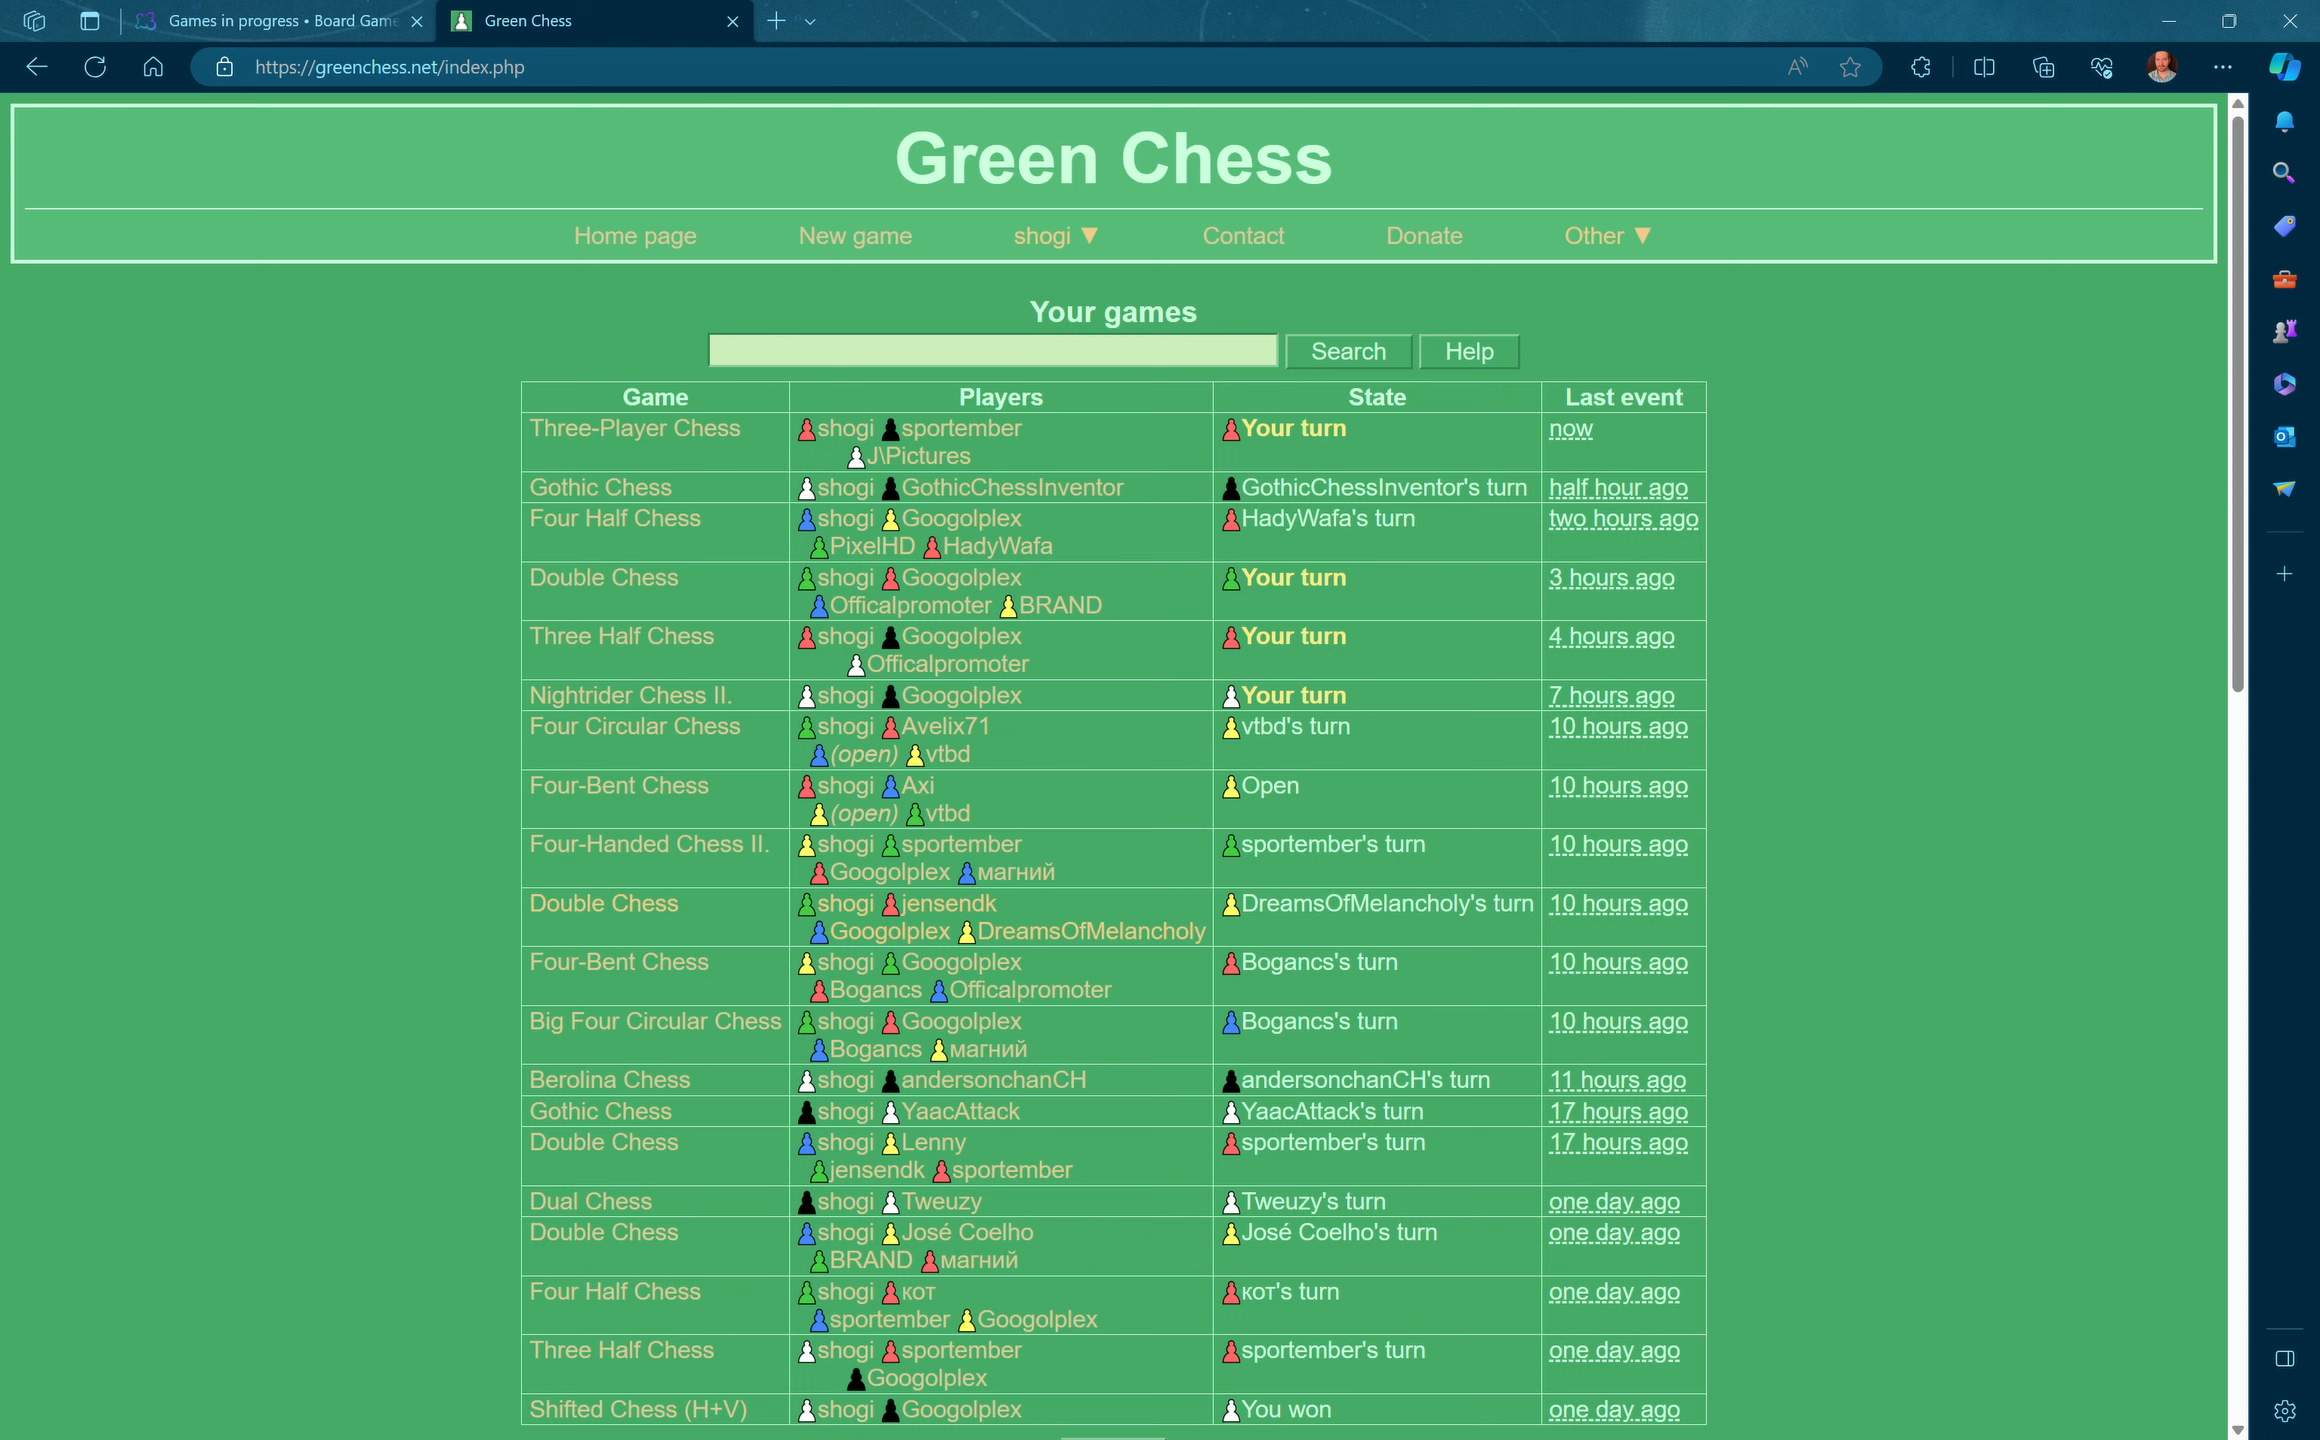 Games in progress • Board Game
Green Chess
https://greenchess.net/index.php
Green Chess
Home page New game shogi ▼ Contact Donate Other ▼
Your games
Search Help
Game Players State Last event
Three-Player Chess shogi sportember Your turn now
J\Pictures
Gothic Chess shogi GothicChessInventor GothicChessInventor's turn half hour ago
Four Half Chess shogi Googolplex HadyWafa's turn two hours ago
PixelHD HadyWafa
Double Chess shogi Googolplex Your turn 3 hours ago
Officalpromoter BRAND
Three Half Chess shogi Googolplex Your turn 4 hours ago
Officalpromoter
Nightrider Chess II. shogi Googolplex Your turn 7 hours ago
Four Circular Chess shogi Avelix71 vtbd's turn 10 hours ago
(open) vtbd
Four-Bent Chess shogi Axi Open 10 hours ago
(open) vtbd
Four-Handed Chess II. shogi sportember sportember's turn 10 hours ago
Googolplex магний
Double Chess shogi jensendk DreamsOfMelancholy's turn 10 hours ago
Googolplex DreamsOfMelancholy
Four-Bent Chess shogi Googolplex Bogancs's turn 10 hours ago
Bogancs Officalpromoter
Big Four Circular Chess shogi Googolplex Bogancs's turn 10 hours ago
Bogancs магний
Berolina Chess shogi andersonchanCH andersonchanCH's turn 11 hours ago
Gothic Chess shogi YaacAttack YaacAttack's turn 17 hours ago
Double Chess shogi Lenny sportember's turn 17 hours ago
jensendk sportember
Dual Chess shogi Tweuzy Tweuzy's turn one day ago
Double Chess shogi José Coelho José Coelho's turn one day ago
BRAND магний
Four Half Chess shogi кот кот's turn one day ago
sportember Googolplex
Three Half Chess shogi sportember sportember's turn one day ago
Googolplex
Shifted Chess (H+V) shogi Googolplex You won one day ago